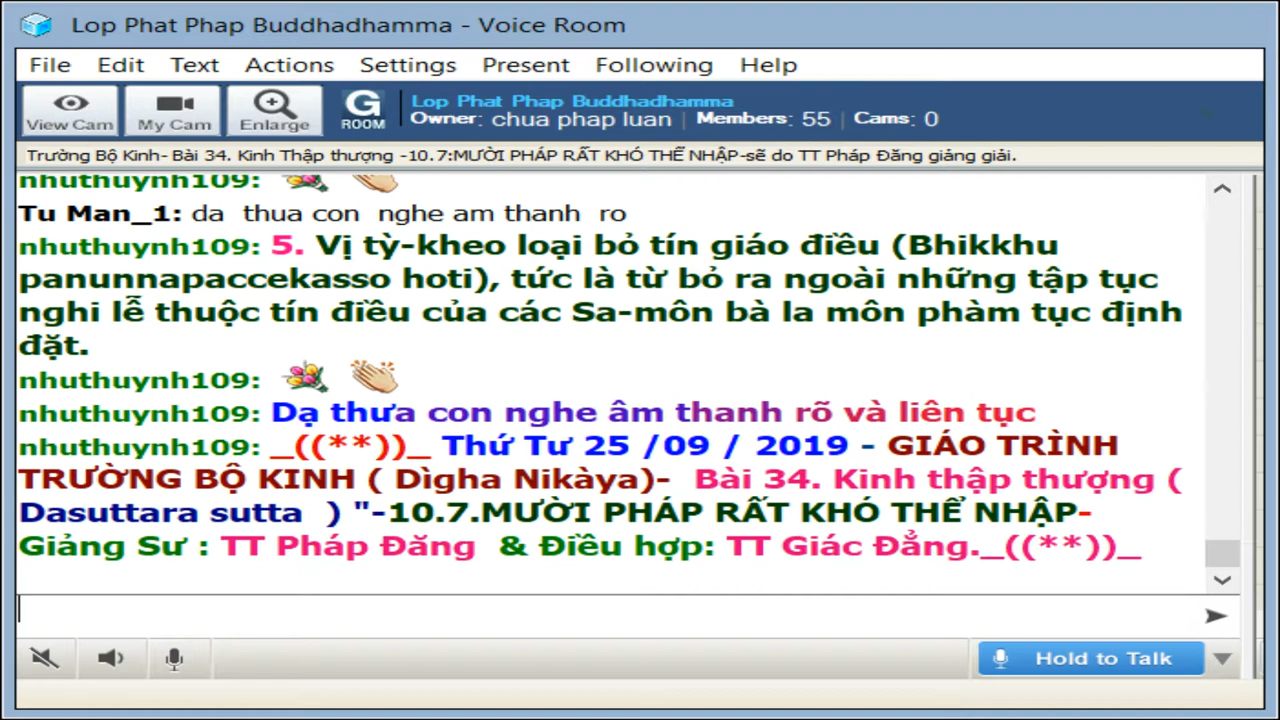 Lop Phat Phap Buddhadhamma - Voice Room
File Edit Text Actions Settings Present Following Help
View Cam My Cam Enlarge G ROOM Lop Phat Phap Buddhadhamma
Owner: chua phap luan | Members: 55 | Cams: 0
Trường Bộ Kinh- Bài 34. Kinh Thập thượng -10.7:MƯỜI PHÁP RẤT KHÓ THỂ NHẬP-sẽ do TT Pháp Đăng giảng giải.
nhuthuynh109:
Tu Man_1: da thua con nghe am thanh ro
nhuthuynh109: 5. Vị tỳ-kheo loại bỏ tín giáo điều (Bhikkhu
panunnapaccekasso hoti), tức là từ bỏ ra ngoài những tập tục
nghi lễ thuộc tín điều của các Sa-môn bà la môn phàm tục định
đặt.
nhuthuynh109:
nhuthuynh109: Dạ thưa con nghe âm thanh rõ và liên tục
nhuthuynh109: _((**))_ Thứ Tư 25 /09 / 2019 - GIÁO TRÌNH
TRƯỜNG BỘ KINH ( Dìgha Nikàya)- Bài 34. Kinh thập thượng (
Dasuttara sutta ) "-10.7.MƯỜI PHÁP RẤT KHÓ THỂ NHẬP-
Giảng Sư : TT Pháp Đăng & Điều hợp: TT Giác Đẳng._((**))_
Hold to Talk